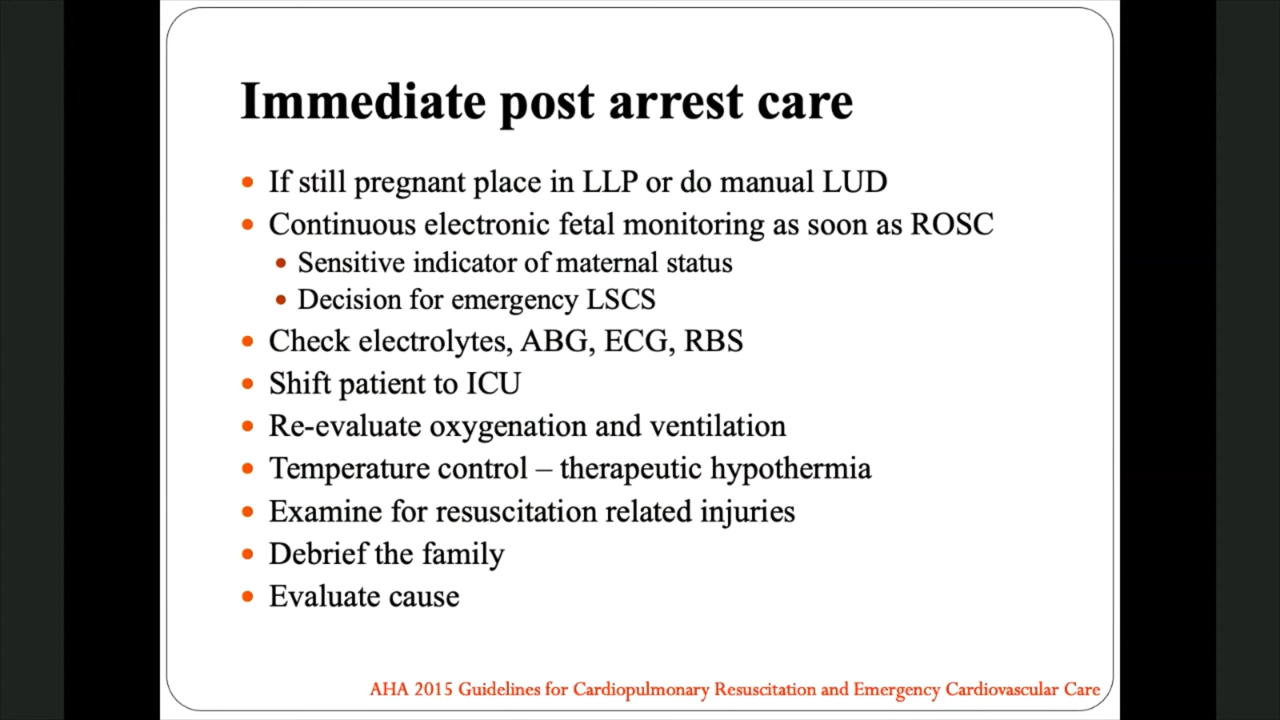 Immediate post arrest care
• If still pregnant place in LLP or do manual LUD
• Continuous electronic fetal monitoring as soon as ROSC
• Sensitive indicator of maternal status
• Decision for emergency LSCS
• Check electrolytes, ABG, ECG, RBS
• Shift patient to ICU
• Re-evaluate oxygenation and ventilation
• Temperature control – therapeutic hypothermia
• Examine for resuscitation related injuries
• Debrief the family
• Evaluate cause
AHA 2015 Guidelines for Cardiopulmonary Resuscitation and Emergency Cardiovascular Care